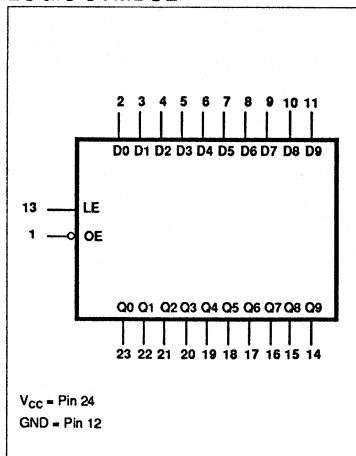 2 3 4 5 6 7 8 9 10 11
D0 D1 D2 D3 D4 D5 D6 D7 D8 D9
13 LE
1 OE
Q0 Q1 Q2 Q3 Q4 Q5 Q6 Q7 Q8 Q9
23 22 21 20 19 18 17 16 15 14
VCC = Pin 24
GND = Pin 12